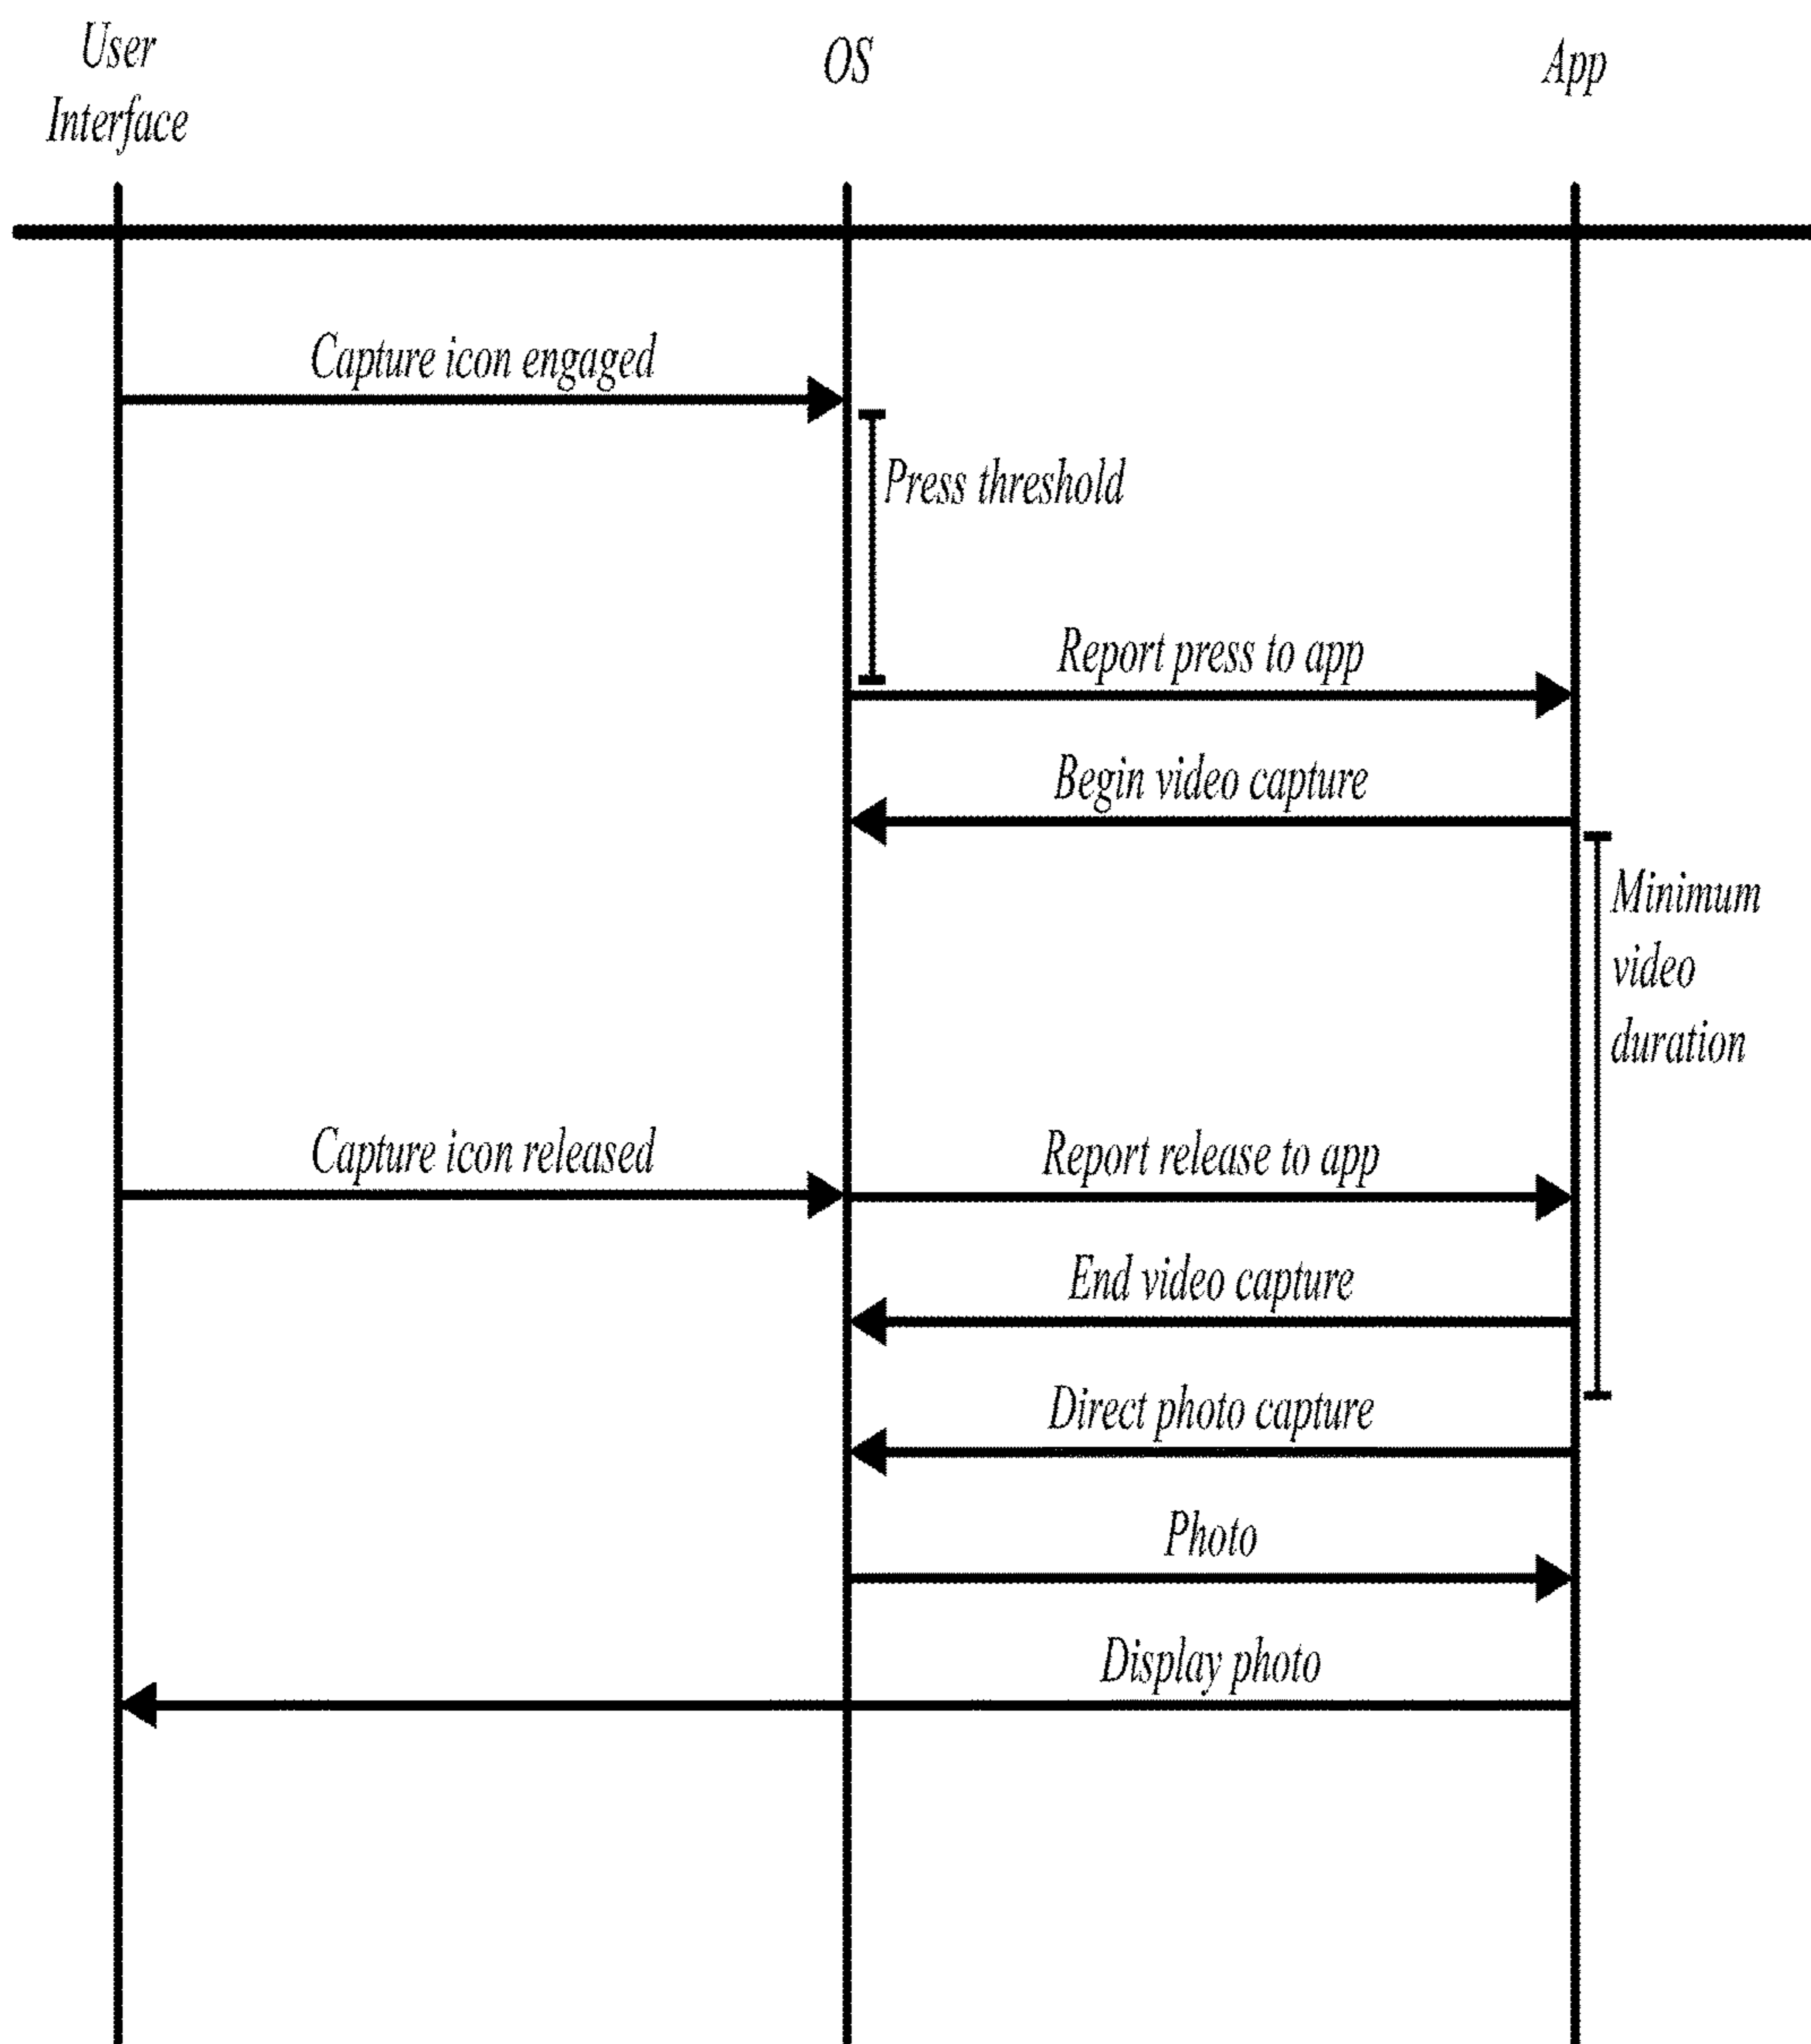 User
Interface
OS
App
Capture icon engaged
Press threshold
Report press to app
Begin video capture
Minimum
video
duration
Capture icon released
Report release to app
End video capture
Direct photo capture
Photo
Display photo